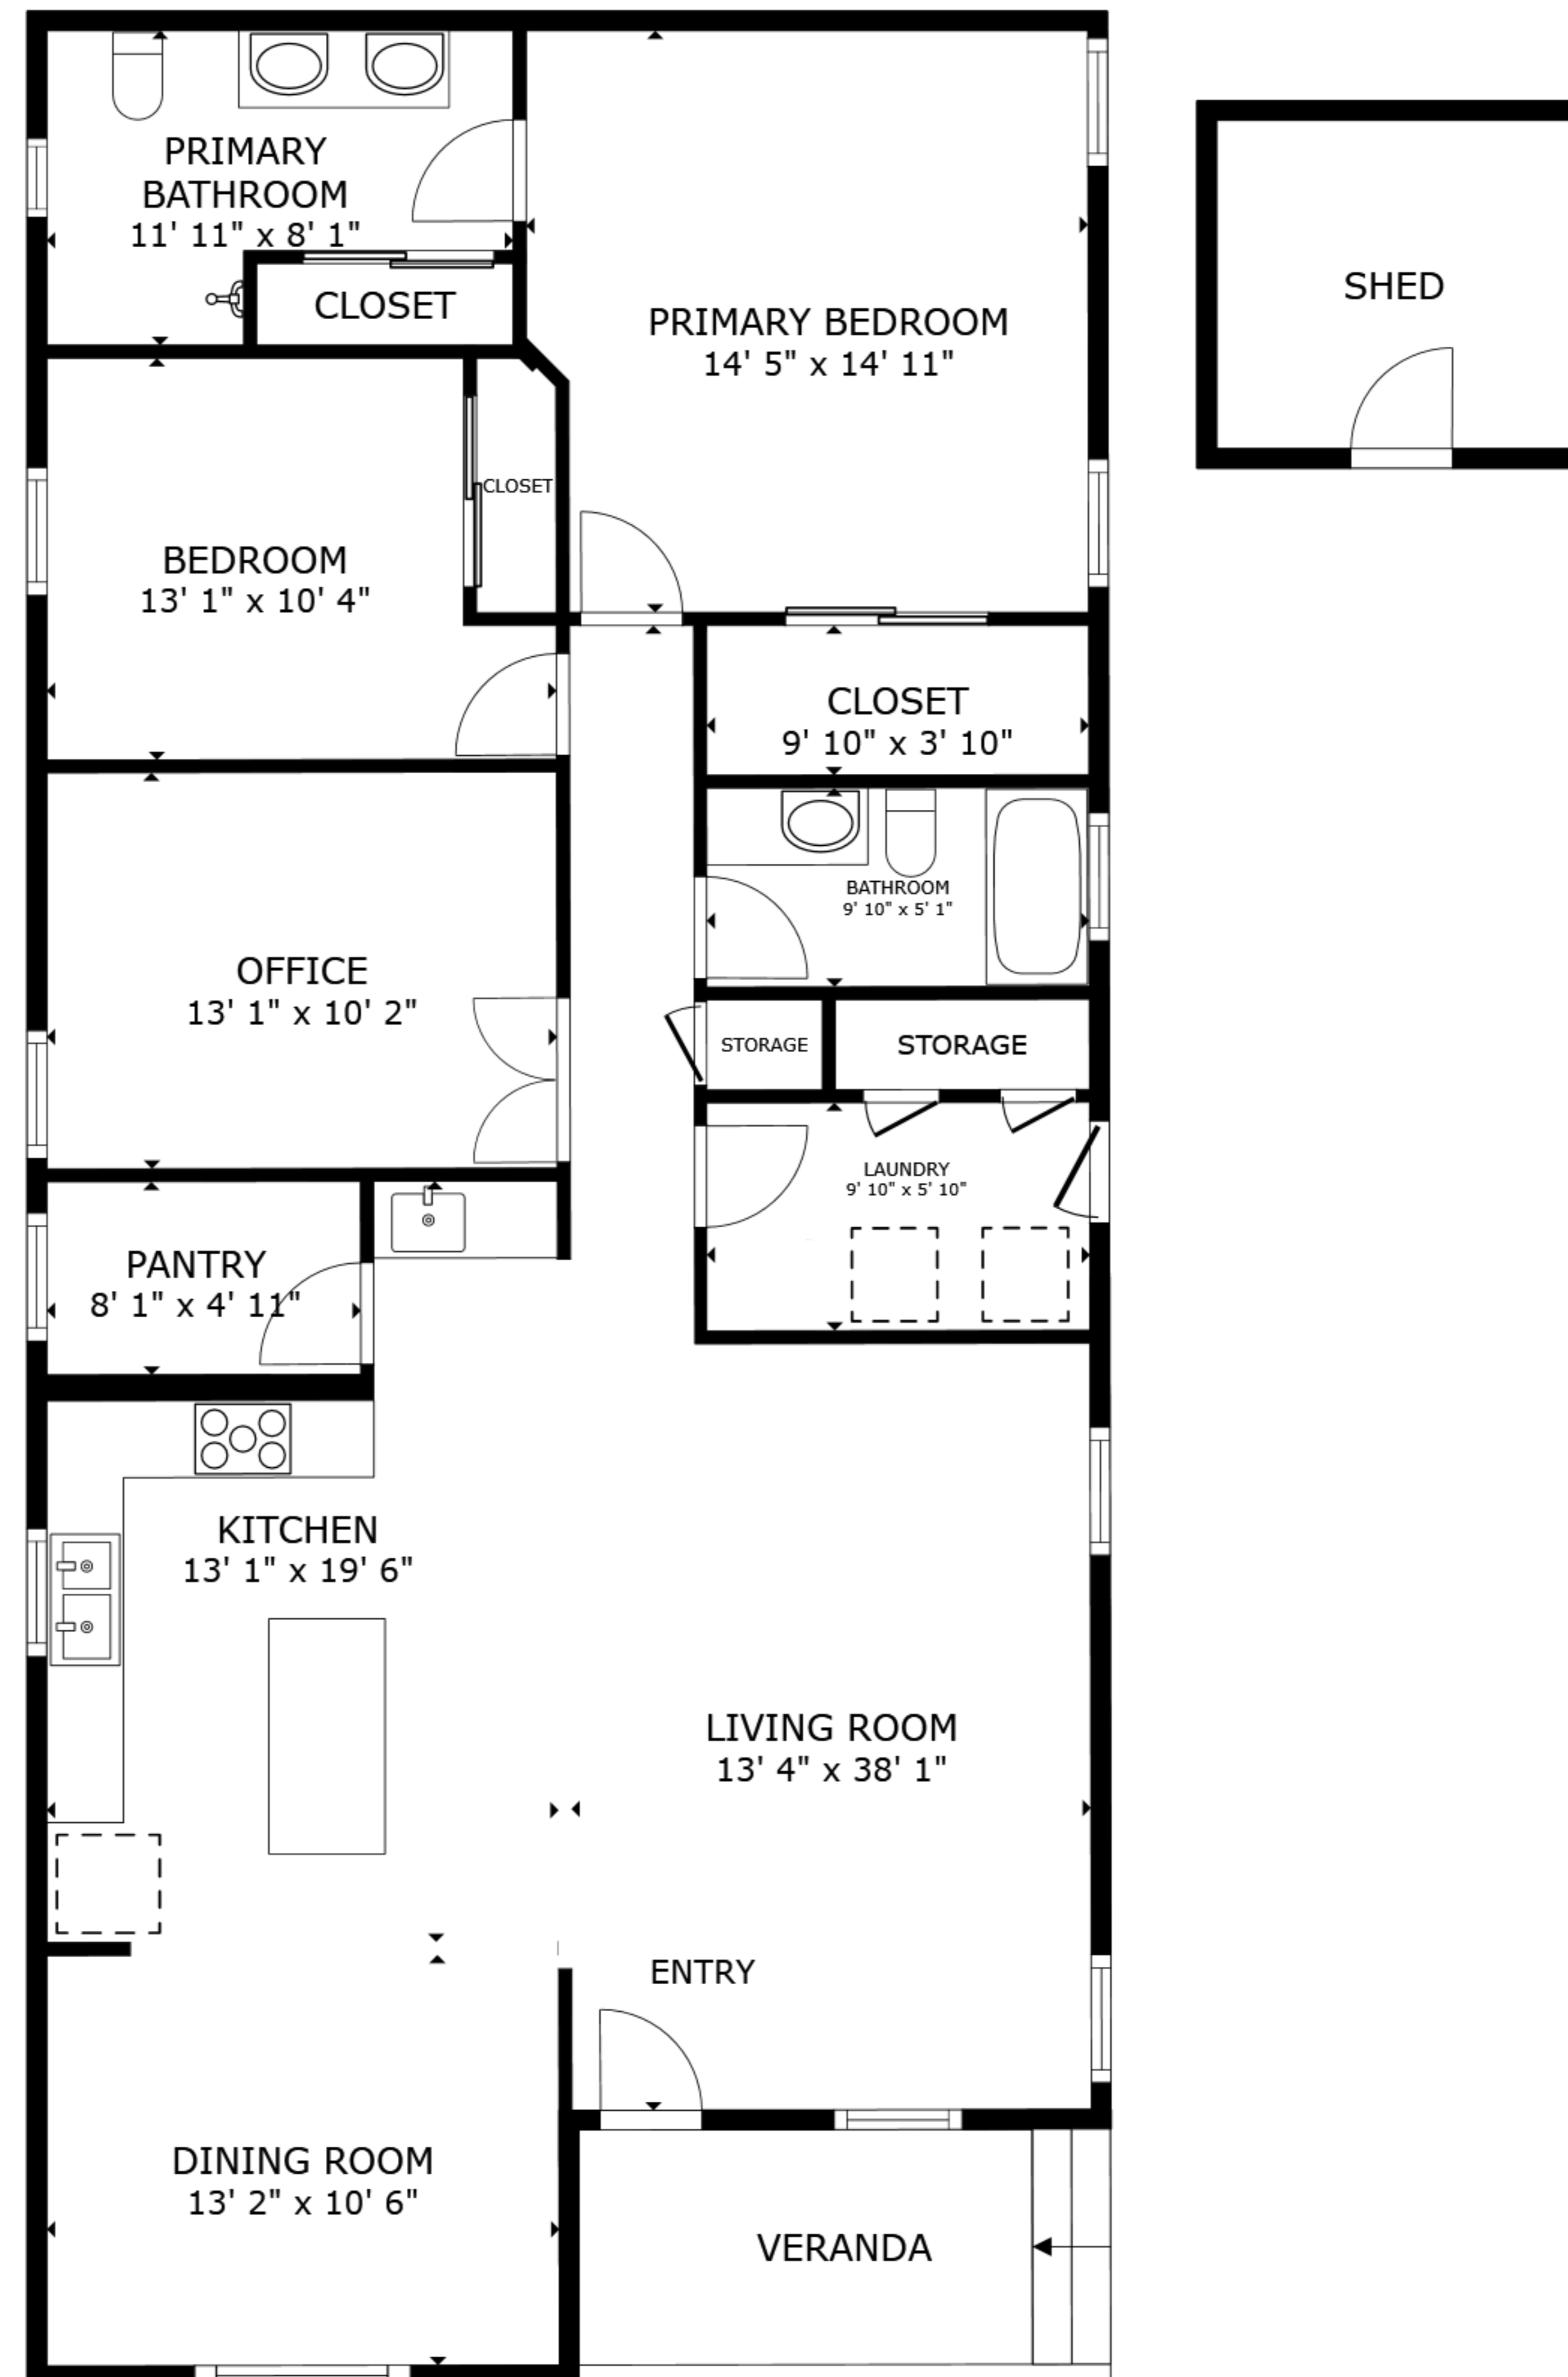 PRIMARY
BATHROOM
11' 11" x 8' 1"
CLOSET
PRIMARY BEDROOM
14' 5" x 14' 11"
SHED
CLOSET
BEDROOM
13' 1" x 10' 4"
CLOSET
9' 10" x 3' 10"
BATHROOM
9' 10" x 5' 1"
OFFICE
13' 1" x 10' 2"
STORAGE
STORAGE
LAUNDRY
9' 10" x 5' 10"
PANTRY
8' 1" x 4' 11"
KITCHEN
13' 1" x 19' 6"
LIVING ROOM
13' 4" x 38' 1"
ENTRY
DINING ROOM
13' 2" x 10' 6"
VERANDA